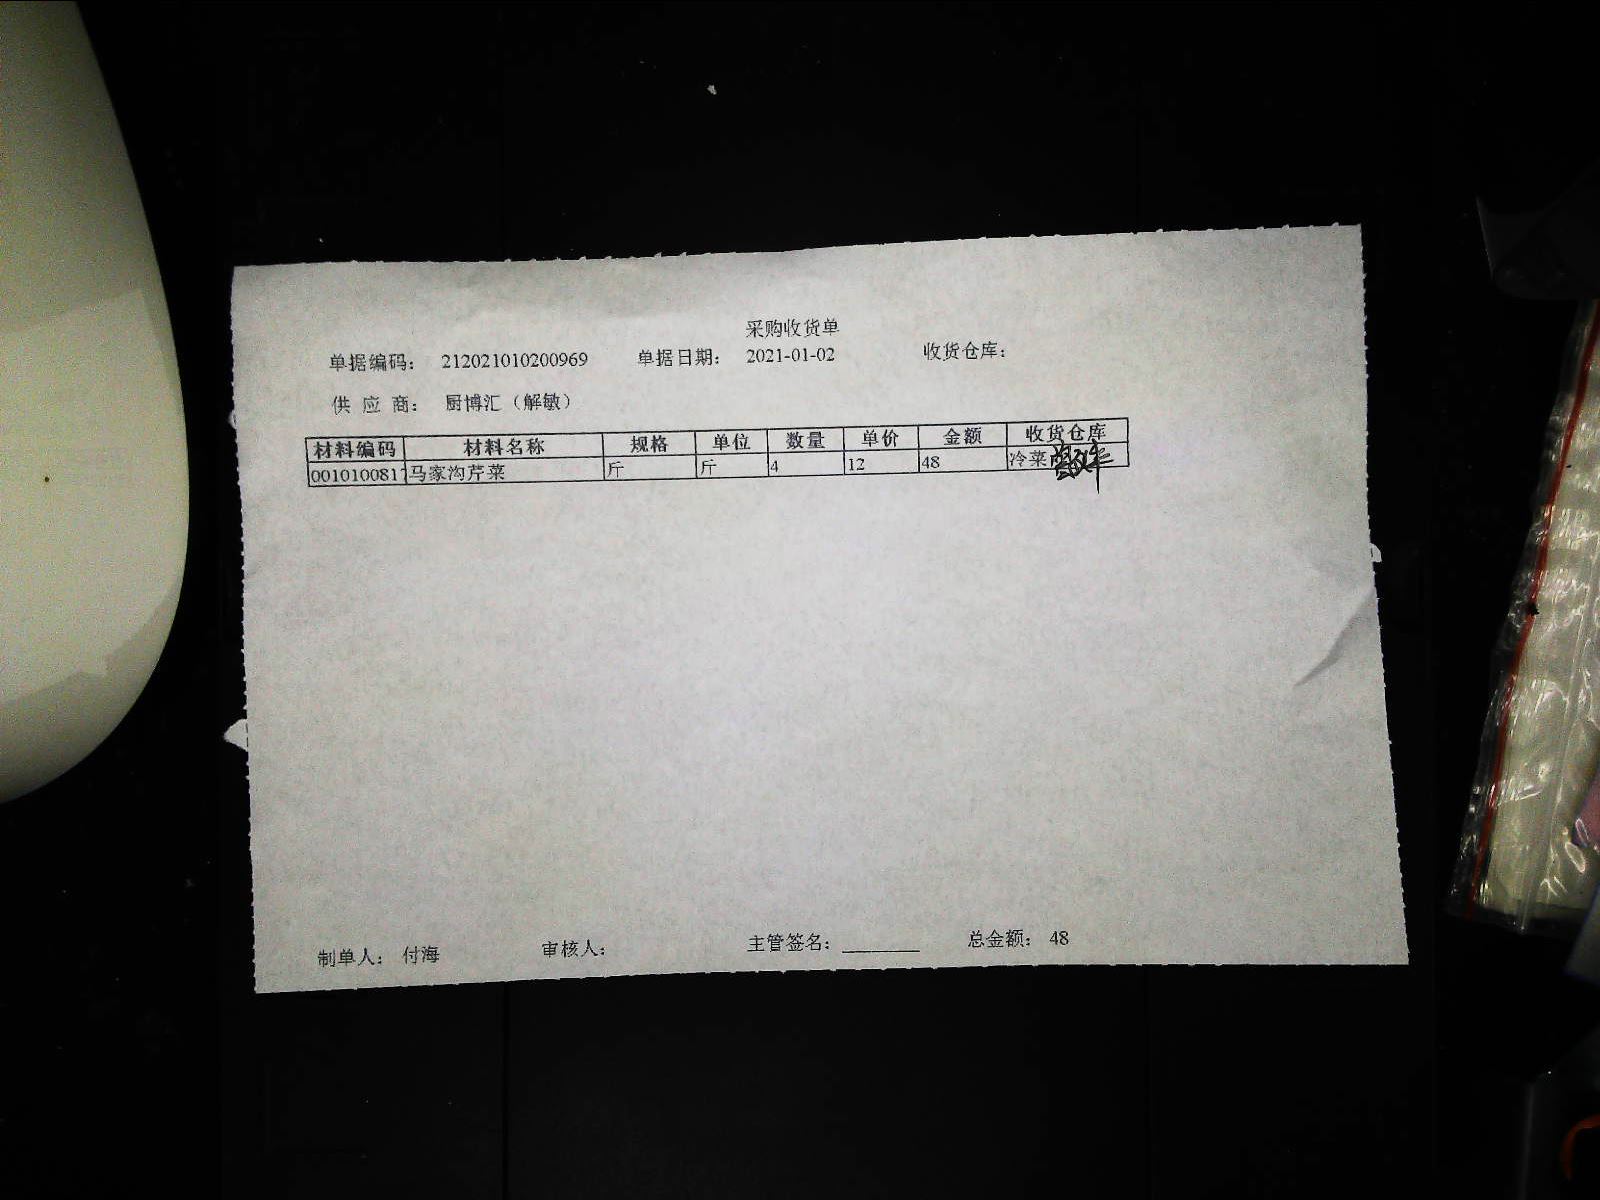 采购收货单
单据编码: 212021010200969 单据日期: 2021-01-02 收货仓库:
供 应 商: 厨博汇（解敏）
材料编码 材料名称 规格 单位 数量 单价 金额 收货仓库
0010100817 马家沟芹菜 斤 斤 4 12 48 冷菜
制单人: 付海 审核人: 主管签名: ________ 总金额: 48